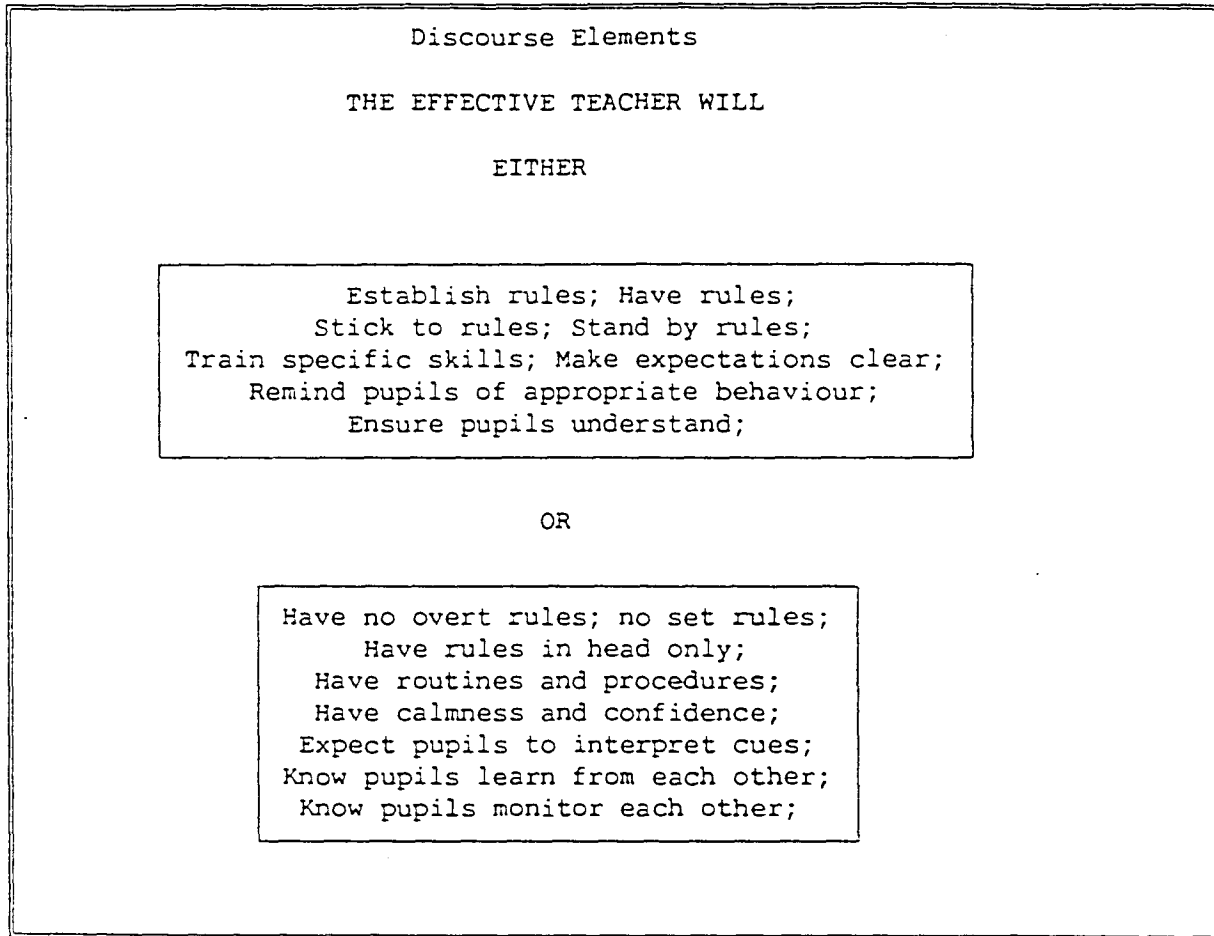 Discourse Elements
THE EFFECTIVE TEACHER WILL
EITHER
Establish rules; Have rules;
Stick to rules; Stand by rules;
Train specific skills; Make expectations clear;
Remind pupils of appropriate behaviour;
Ensure pupils understand;
OR
Have no overt rules; no set rules;
Have rules in head only;
Have routines and procedures;
Have calmness and confidence;
Expect pupils to interpret cues;
Know pupils learn from each other;
Know pupils monitor each other;